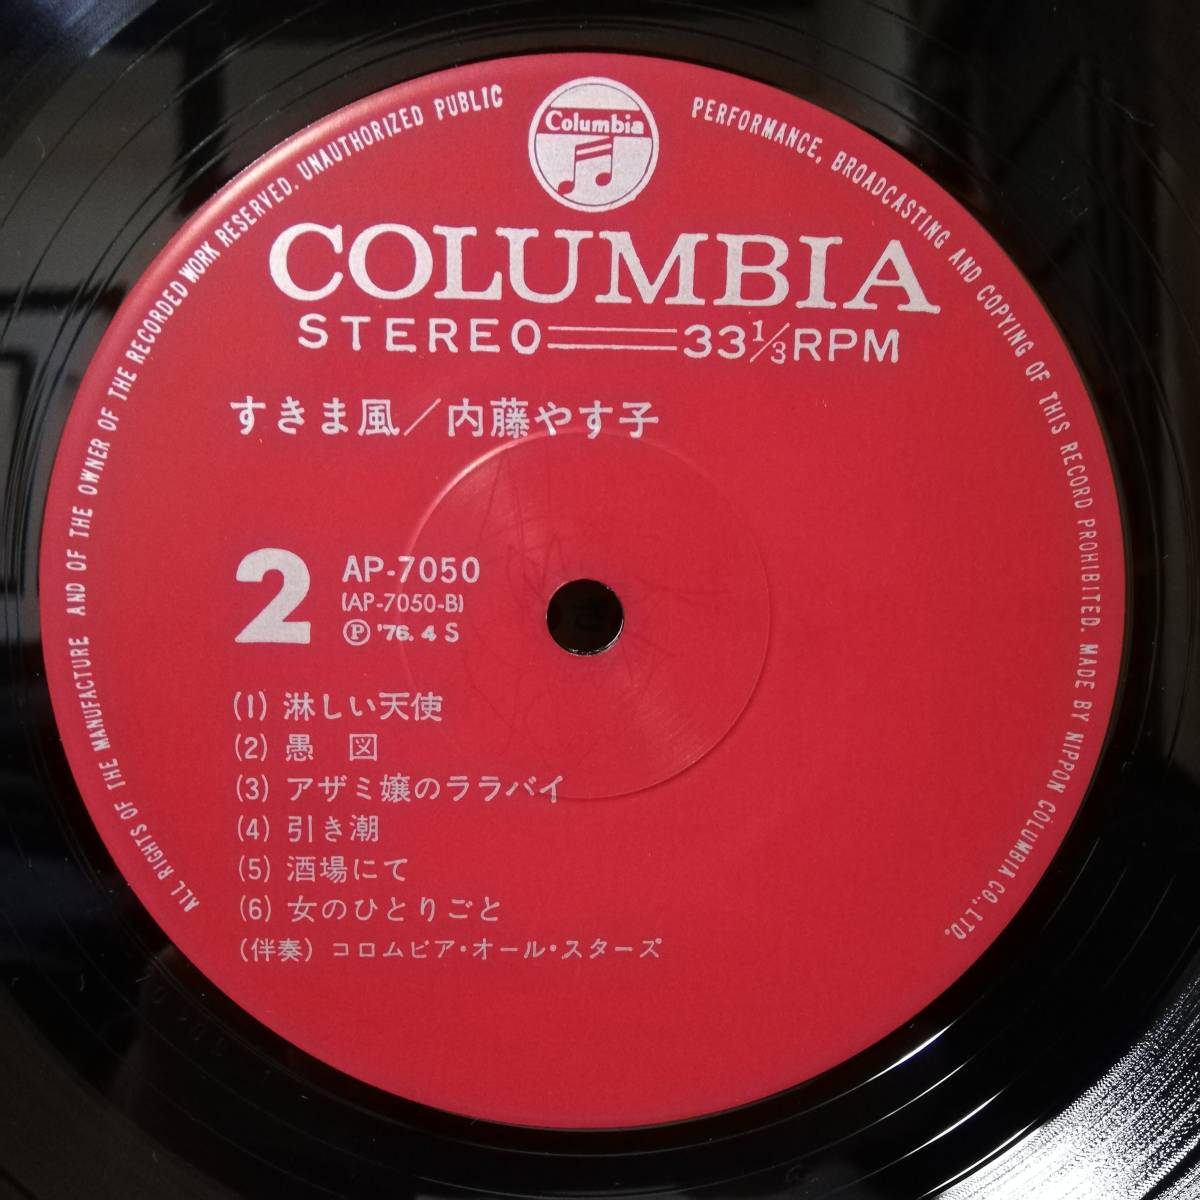 ALL RIGHTS OF THE MANUFACTURE AND OF THE OWNER OF THE RECORDED WORK RESERVED. UNAUTHORIZED PUBLIC PERFORMANCE, BROADCASTING AND COPYING OF THIS RECORD PROHIBITED. MADE BY NIPPON COLUMBIA CO., LTD.
Columbia
COLUMBIA
STEREO 33⅓RPM
すきま風／内藤やす子
2
AP-7050
(AP-7050-B)
Ⓟ '76. 4 S
(1) 淋しい天使
(2) 愚 図
(3) アザミ嬢のララバイ
(4) 引き潮
(5) 酒場にて
(6) 女のひとりごと
(伴奏) コロムビア・オール・スターズ